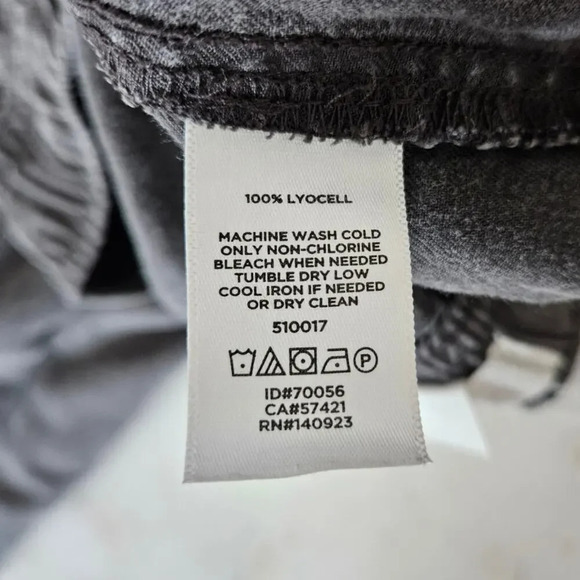 100% LYOCELL
MACHINE WASH COLD
ONLY NON-CHLORINE
BLEACH WHEN NEEDED
TUMBLE DRY LOW
COOL IRON IF NEEDED
OR DRY CLEAN
510017
P
ID#70056
CA#57421
RN#140923